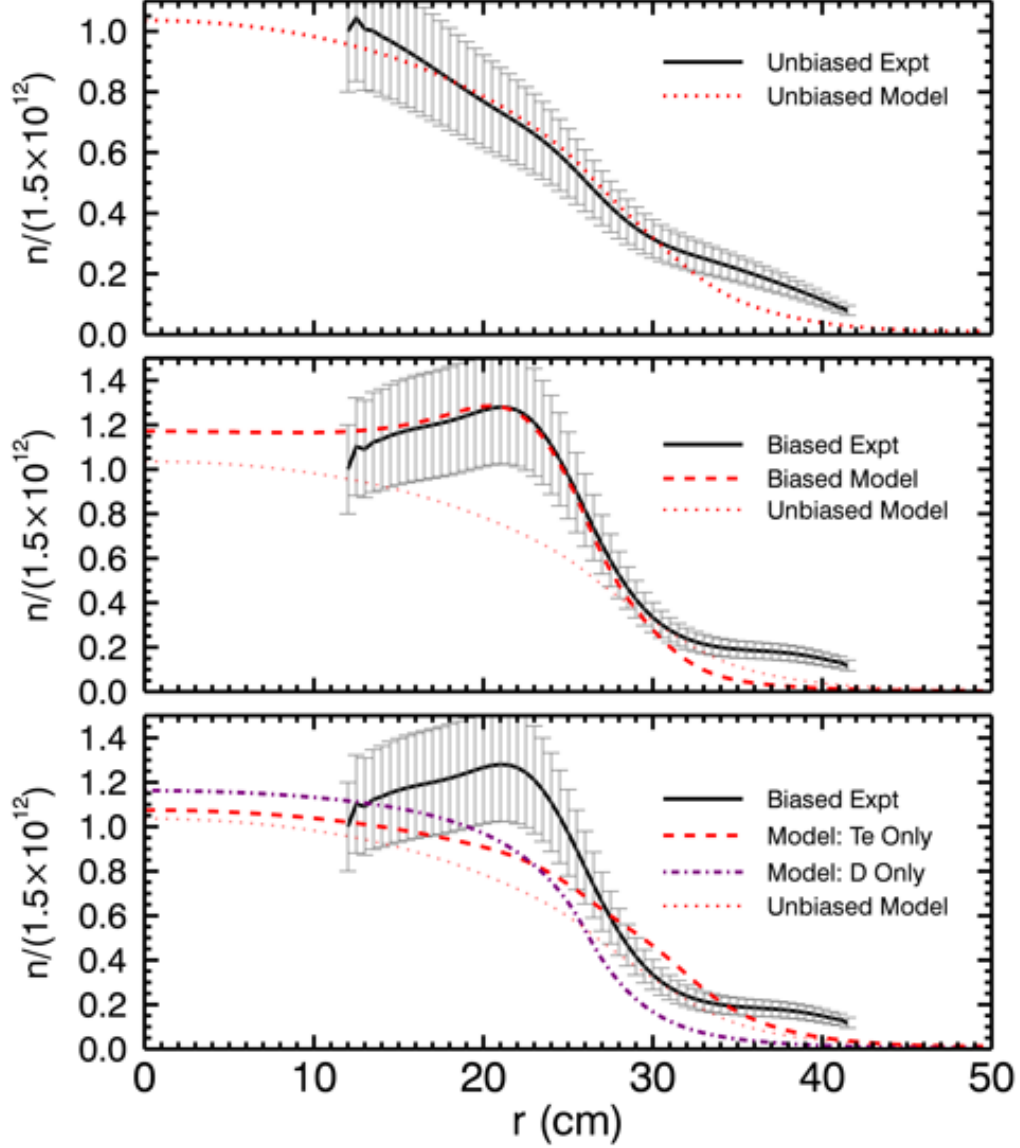 1.0
0.8
0.6
0.4
0.2
0.0
n/(1.5×10¹²)
Unbiased Expt
Unbiased Model
1.4
1.2
1.0
0.8
0.6
0.4
0.2
0.0
n/(1.5×10¹²)
Biased Expt
Biased Model
Unbiased Model
1.4
1.2
1.0
0.8
0.6
0.4
0.2
0.0
n/(1.5×10¹²)
Biased Expt
Model: Te Only
Model: D Only
Unbiased Model
0 10 20 30 40 50
r (cm)